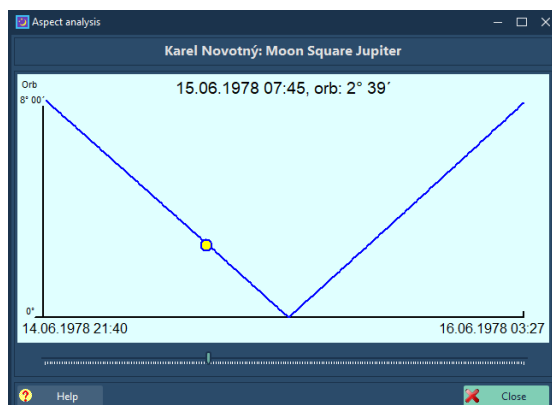 Aspect analysis
Karel Novotný: Moon Square Jupiter
15.06.1978 07:45, orb: 2° 39´
Orb
8° 00´
0°
14.06.1978 21:40
16.06.1978 03:27
Help
Close